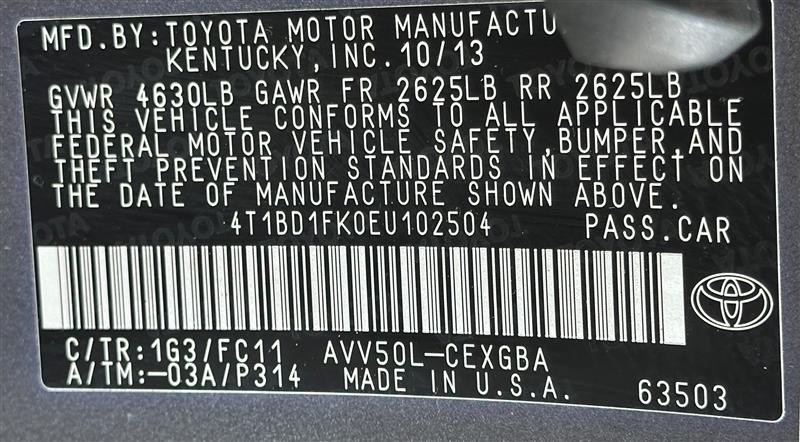 MFD.BY:TOYOTA MOTOR MANUFACTU
KENTUCKY,INC.10/13
GVWR 4630LB GAWR FR 2625LB RR 2625LB
THIS VEHICLE CONFORMS TO ALL APPLICABLE
FEDERAL MOTOR VEHICLE SAFETY,BUMPER,AND
THEFT PREVENTION STANDARDS IN EFFECT ON
THE DATE OF MANUFACTURE SHOWN ABOVE.
4T1BD1FK0EU102504 PASS.CAR
C/TR:1G3/FC11 AVV50L-CEXGBA
A/TM:-03A/P314 MADE IN U.S.A. 63503